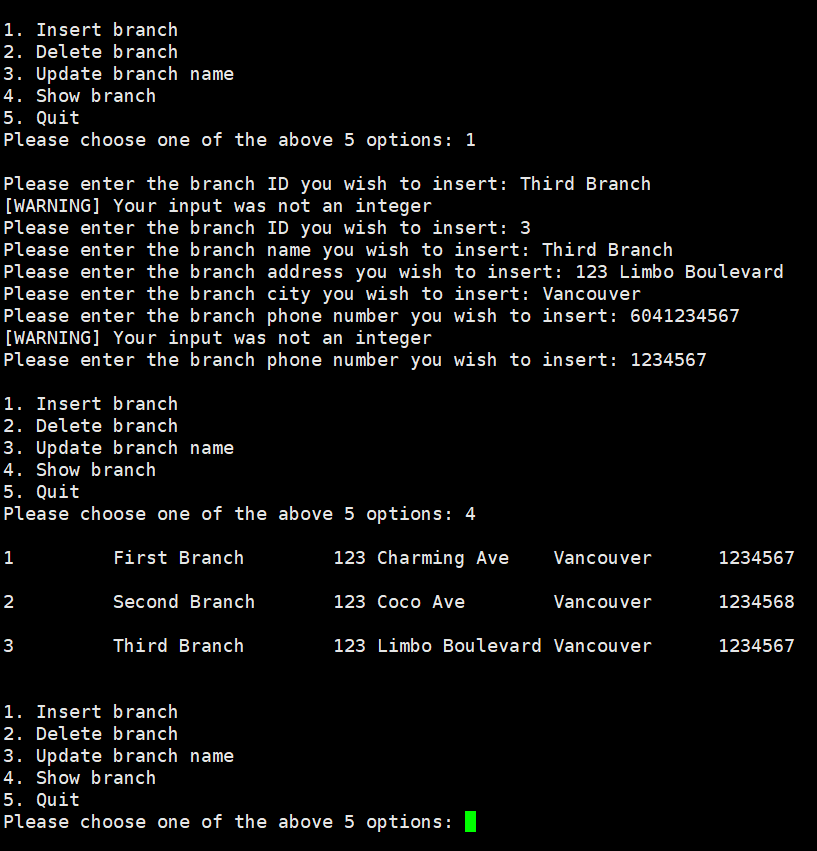 1. Insert branch
2. Delete branch
3. Update branch name
4. Show branch
5. Quit
Please choose one of the above 5 options: 1
Please enter the branch ID you wish to insert: Third Branch
[WARNING] Your input was not an integer
Please enter the branch ID you wish to insert: 3
Please enter the branch name you wish to insert: Third Branch
Please enter the branch address you wish to insert: 123 Limbo Boulevard
Please enter the branch city you wish to insert: Vancouver
Please enter the branch phone number you wish to insert: 6041234567
[WARNING] Your input was not an integer
Please enter the branch phone number you wish to insert: 1234567
1. Insert branch
2. Delete branch
3. Update branch name
4. Show branch
5. Quit
Please choose one of the above 5 options: 4
1 First Branch 123 Charming Ave Vancouver 1234567
2 Second Branch 123 Coco Ave Vancouver 1234568
3 Third Branch 123 Limbo Boulevard Vancouver 1234567
1. Insert branch
2. Delete branch
3. Update branch name
4. Show branch
5. Quit
Please choose one of the above 5 options: